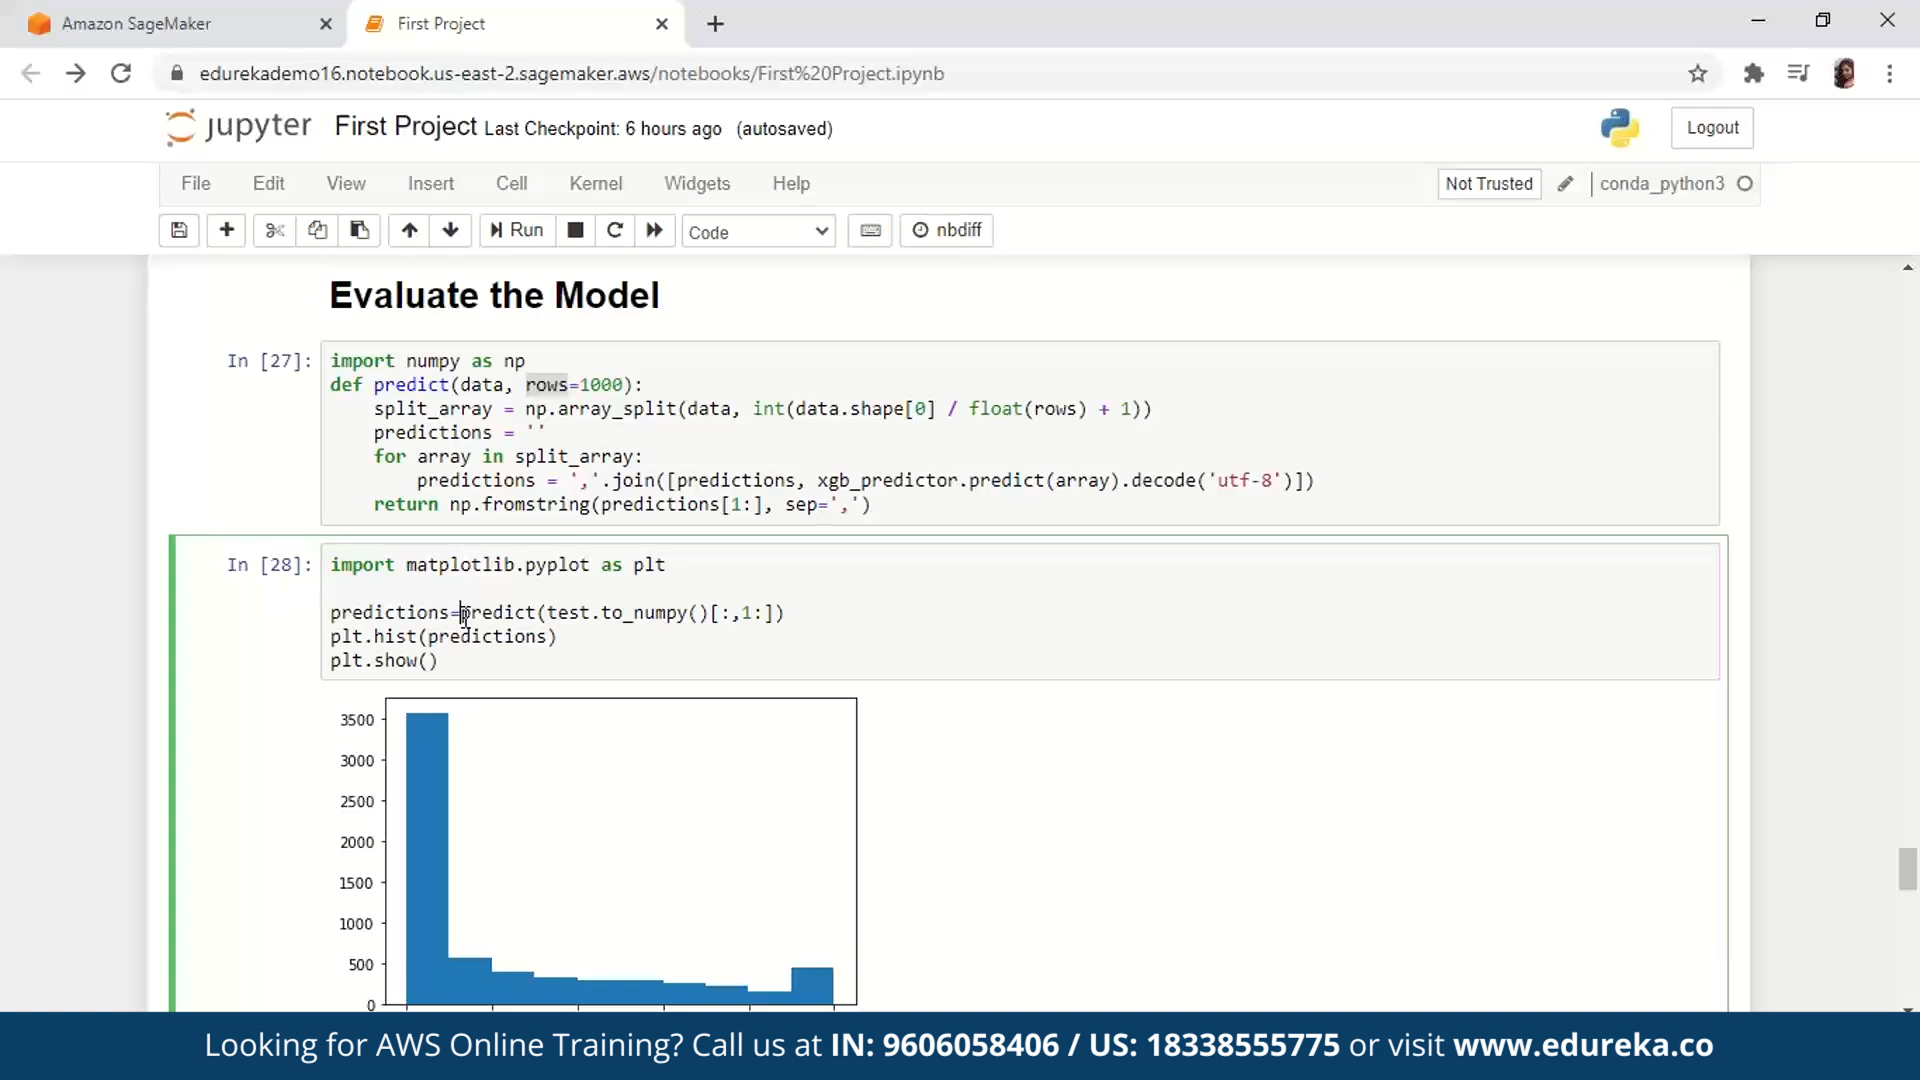 Amazon SageMaker
First Project
edurekademo16.notebook.us-east-2.sagemaker.aws/notebooks/First%20Project.ipynb
jupyter First Project Last Checkpoint: 6 hours ago (autosaved)
Logout
File Edit View Insert Cell Kernel Widgets Help
Not Trusted
conda_python3
Run
Code
nbdiff
Evaluate the Model
In [27]:
import numpy as np
def predict(data, rows=1000):
    split_array = np.array_split(data, int(data.shape[0] / float(rows) + 1))
    predictions = ''
    for array in split_array:
        predictions = ','.join([predictions, xgb_predictor.predict(array).decode('utf-8')])
    return np.fromstring(predictions[1:], sep=',')
In [28]:
import matplotlib.pyplot as plt
predictions=predict(test.to_numpy()[:,1:])
plt.hist(predictions)
plt.show()
3500
3000
2500
2000
1500
1000
500
0
Looking for AWS Online Training? Call us at IN: 9606058406 / US: 18338555775 or visit www.edureka.co